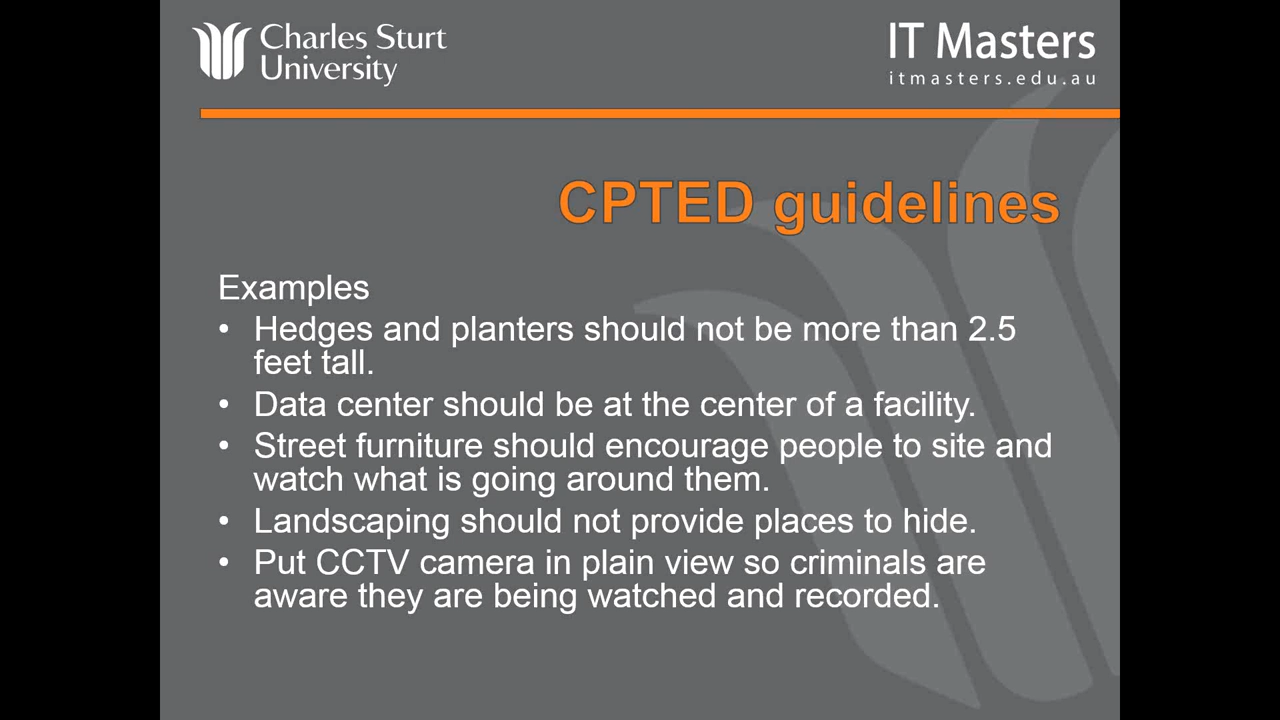 Charles Sturt
University
IT Masters
itmasters.edu.au
CPTED guidelines
Examples
• Hedges and planters should not be more than 2.5
feet tall.
• Data center should be at the center of a facility.
• Street furniture should encourage people to site and
watch what is going around them.
• Landscaping should not provide places to hide.
• Put CCTV camera in plain view so criminals are
aware they are being watched and recorded.